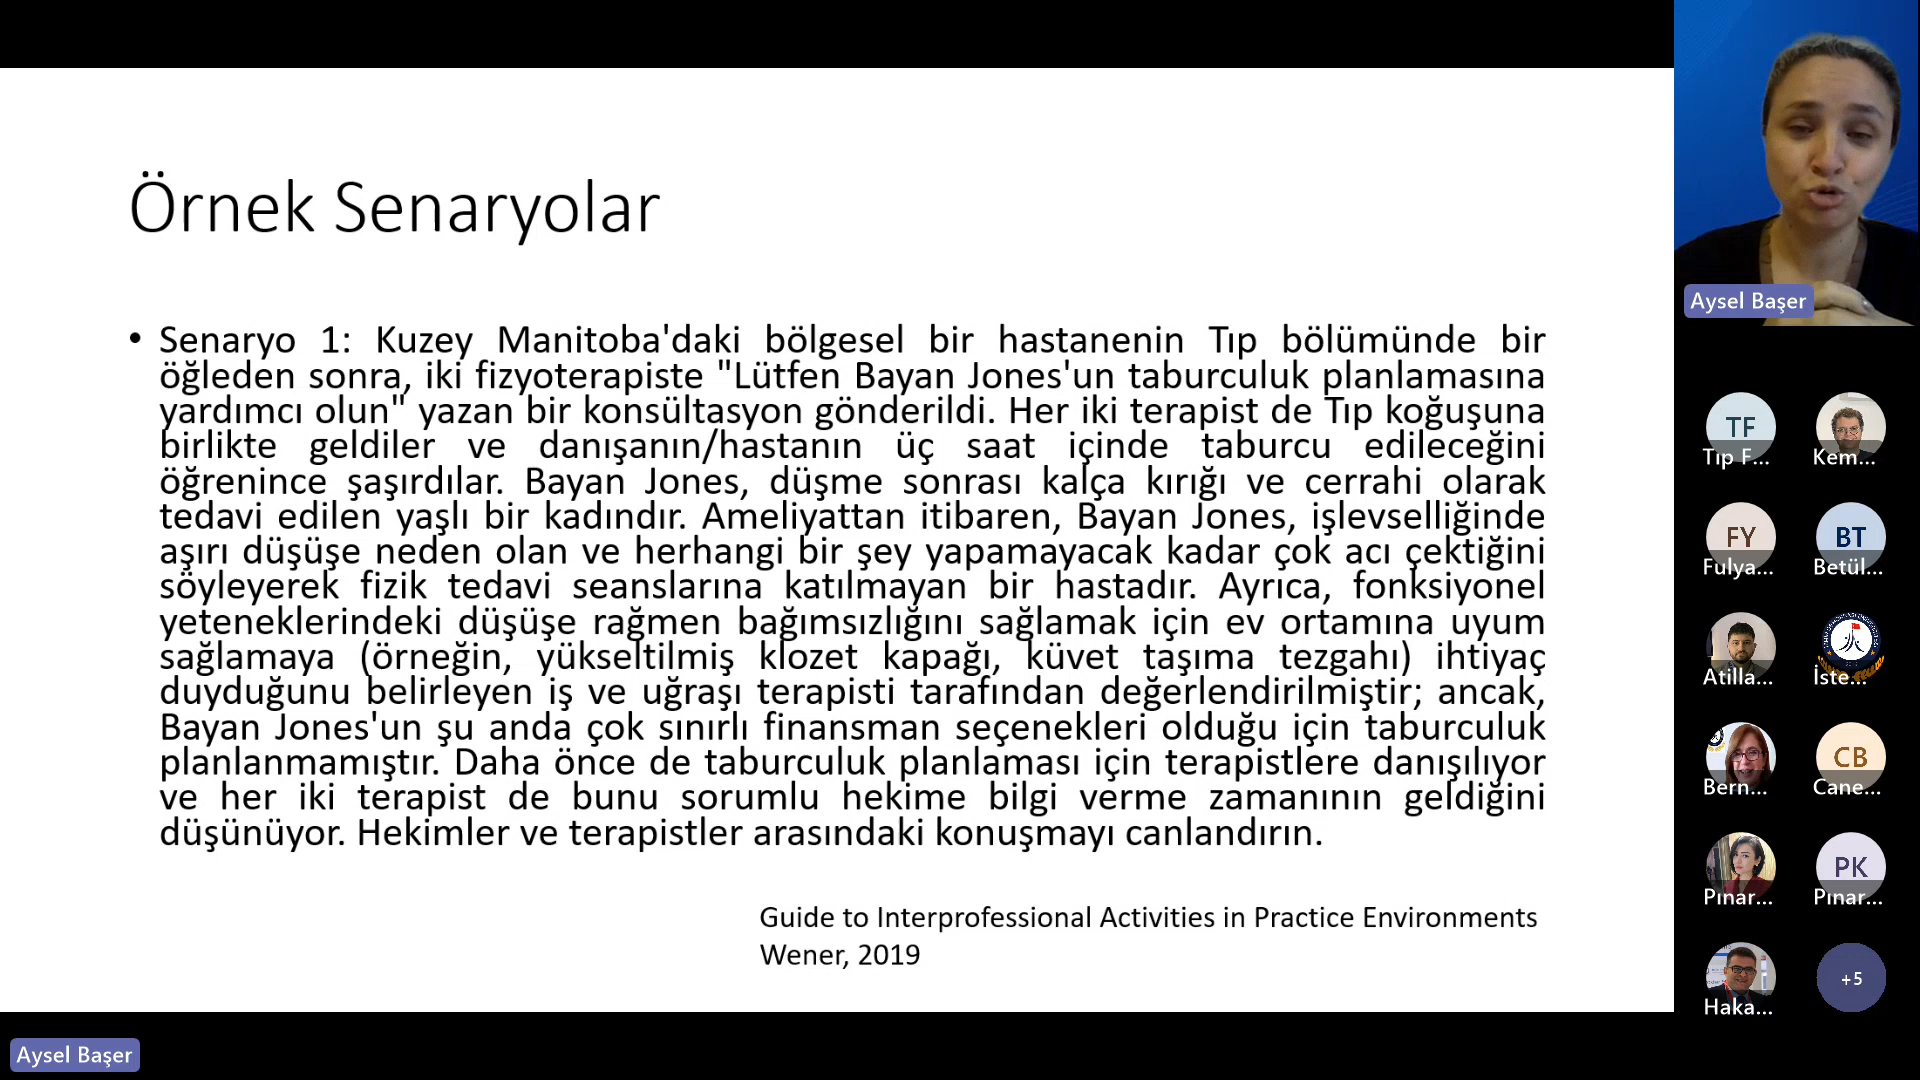 Örnek Senaryolar
• Senaryo 1: Kuzey Manitoba'daki bölgesel bir hastanenin Tıp bölümünde bir
öğleden sonra, iki fizyoterapiste "Lütfen Bayan Jones'un taburculuk planlamasına
yardımcı olun" yazan bir konsültasyon gönderildi. Her iki terapist de Tıp koğuşuna
birlikte geldiler ve danışanın/hastanın üç saat içinde taburcu edileceğini
öğrenince şaşırdılar. Bayan Jones, düşme sonrası kalça kırığı ve cerrahi olarak
tedavi edilen yaşlı bir kadındır. Ameliyattan itibaren, Bayan Jones, işlevselliğinde
aşırı düşüşe neden olan ve herhangi bir şey yapamayacak kadar çok acı çektiğini
söyleyerek fizik tedavi seanslarına katılmayan bir hastadır. Ayrıca, fonksiyonel
yeteneklerindeki düşüşe rağmen bağımsızlığını sağlamak için ev ortamına uyum
sağlamaya (örneğin, yükseltilmiş klozet kapağı, küvet taşıma tezgahı) ihtiyaç
duyduğunu belirleyen iş ve uğraşı terapisti tarafından değerlendirilmiştir; ancak,
Bayan Jones'un şu anda çok sınırlı finansman seçenekleri olduğu için taburculuk
planlanmamıştır. Daha önce de taburculuk planlaması için terapistlere danışılıyor
ve her iki terapist de bunu sorumlu hekime bilgi verme zamanının geldiğini
düşünüyor. Hekimler ve terapistler arasındaki konuşmayı canlandırın.
Guide to Interprofessional Activities in Practice Environments
Wener, 2019
Aysel Başer
Aysel Başer
TF
Tıp F...
Kem...
FY
Fulya...
BT
Betül...
Atilla...
İste...
Bern...
CB
Cane...
Pınar...
PK
Pınar...
Haka...
+5